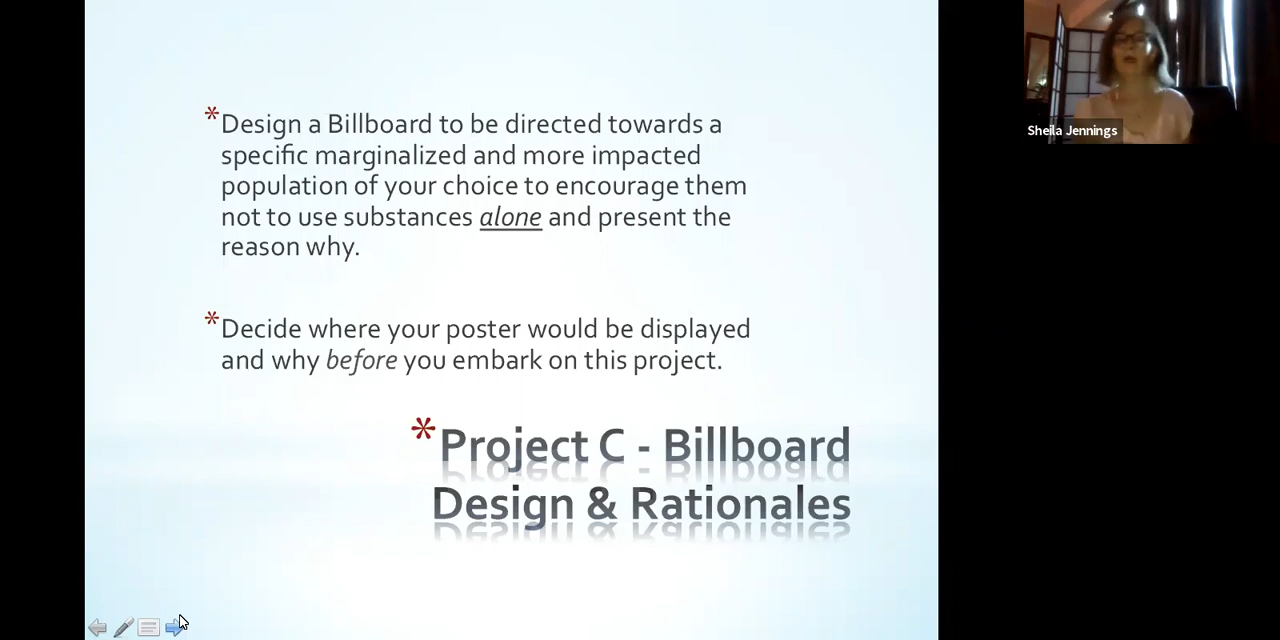 *Design a Billboard to be directed towards a
specific marginalized and more impacted
population of your choice to encourage them
not to use substances alone and present the
reason why.
*Decide where your poster would be displayed
and why before you embark on this project.
*Project C - Billboard
Design & Rationales
Sheila Jennings